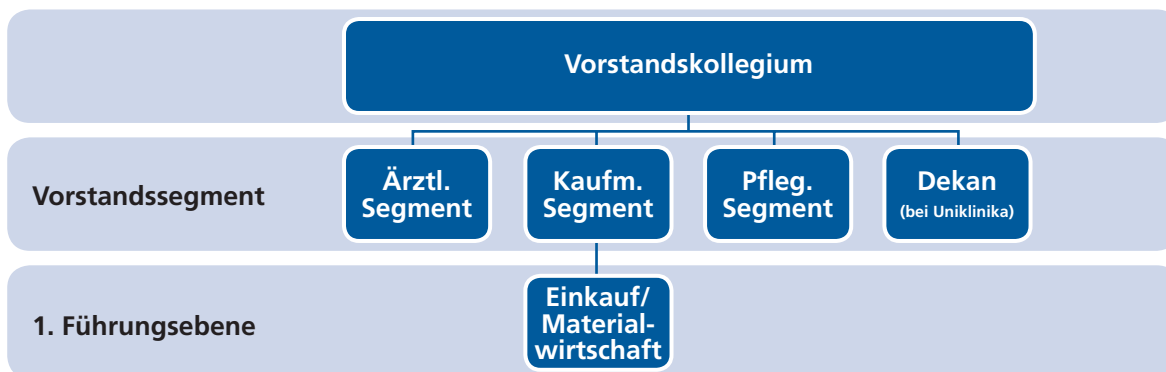 Vorstandskollegium
Vorstandssegment
Ärztl.
Segment
Kaufm.
Segment
Pfleg.
Segment
Dekan
(bei Uniklinika)
1. Führungsebene
Einkauf/
Material-
wirtschaft